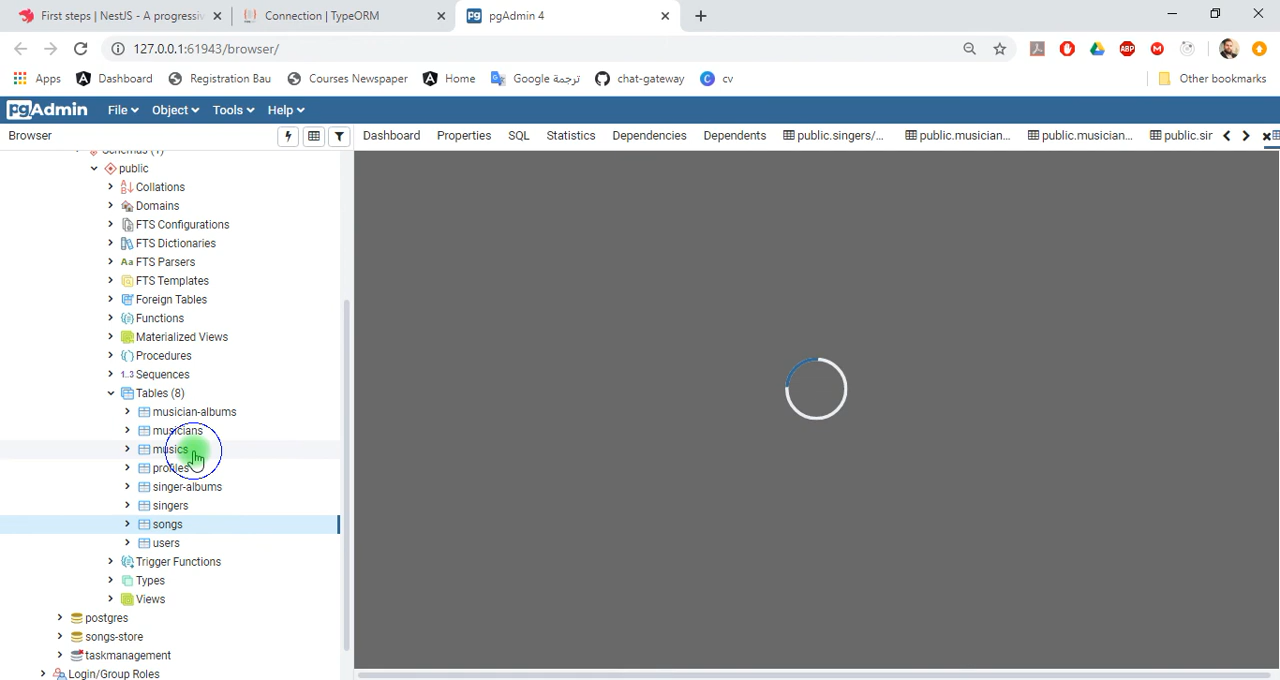 First steps | NestJS - A progressiv
Connection | TypeORM
pgAdmin 4
127.0.0.1:61943/browser/
Apps
Dashboard
Registration Bau
Courses Newspaper
Home
Google ترجمة
chat-gateway
cv
Other bookmarks
pgAdmin
File
Object
Tools
Help
Browser
Dashboard
Properties
SQL
Statistics
Dependencies
Dependents
public.singers/...
public.musician...
public.musician...
public.sir
Schemas (1)
public
Collations
Domains
FTS Configurations
FTS Dictionaries
FTS Parsers
FTS Templates
Foreign Tables
Functions
Materialized Views
Procedures
1..3 Sequences
Tables (8)
musician-albums
musicians
musics
profiles
singer-albums
singers
songs
users
Trigger Functions
Types
Views
postgres
songs-store
taskmanagement
Login/Group Roles